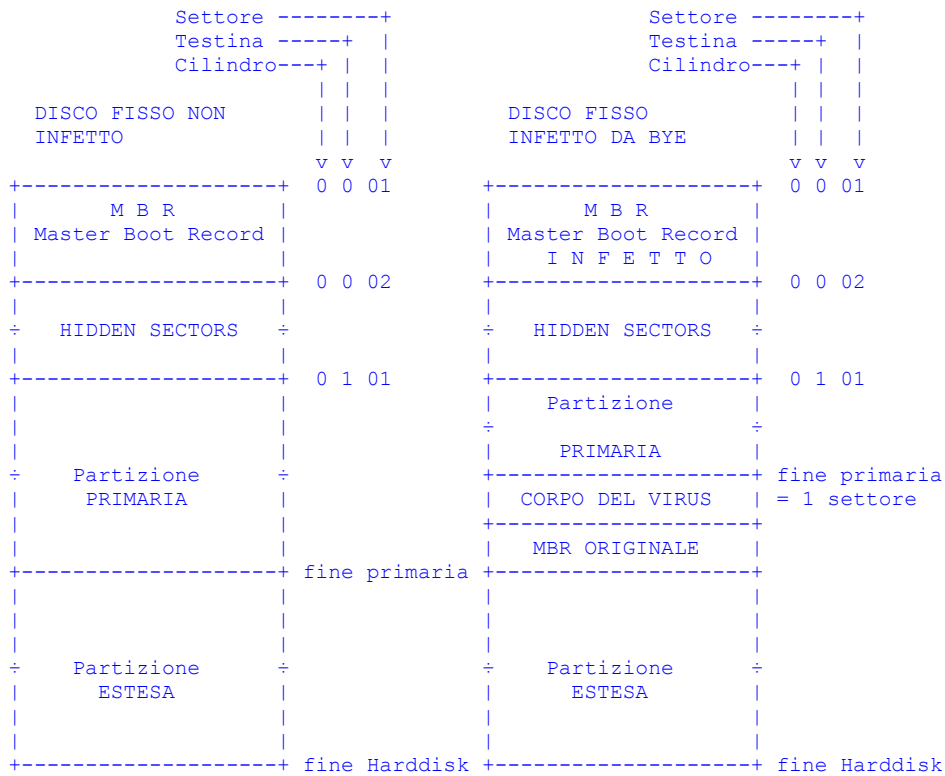 Settore --------+ Settore --------+
Testina -----+ | Testina -----+ |
Cilindro---+ | | Cilindro---+ | |
| | | | | |
DISCO FISSO NON | | | DISCO FISSO | | |
INFETTO | | | INFETTO DA BYE | | |
v v v v v v
+--------------------+ 0 0 01 +--------------------+ 0 0 01
| M B R | | M B R |
| Master Boot Record | | Master Boot Record |
| | | I N F E T T O |
+--------------------+ 0 0 02 +--------------------+ 0 0 02
| | | |
÷ HIDDEN SECTORS ÷ ÷ HIDDEN SECTORS ÷
| | | |
+--------------------+ 0 1 01 +--------------------+ 0 1 01
| | | Partizione |
| | ÷ ÷
| | | PRIMARIA |
÷ Partizione ÷ +--------------------+ fine primaria
| PRIMARIA | | CORPO DEL VIRUS | = 1 settore
| | +--------------------+
| | | MBR ORIGINALE |
+--------------------+ fine primaria +--------------------+
| | | |
| | | |
| | | |
÷ Partizione ÷ ÷ Partizione ÷
| ESTESA | | ESTESA |
| | | |
| | | |
+--------------------+ fine Harddisk +--------------------+ fine Harddisk